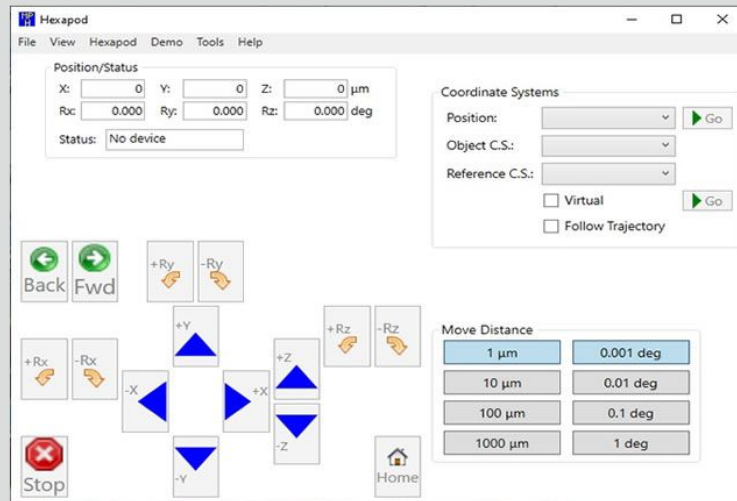 Hexapod
File View Hexapod Demo Tools Help
Position/Status
X: 0 Y: 0 Z: 0 µm
Rx: 0.000 Ry: 0.000 Rz: 0.000 deg
Status: No device
Coordinate Systems
Position: Go
Object C.S.:
Reference C.S.:
Virtual Go
Follow Trajectory
Back Fwd +Ry -Ry
+Rx -Rx +Y +Rz -Rz
-X +X +Z
-Z
-Y
Stop Home
Move Distance
1 µm 0.001 deg
10 µm 0.01 deg
100 µm 0.1 deg
1000 µm 1 deg